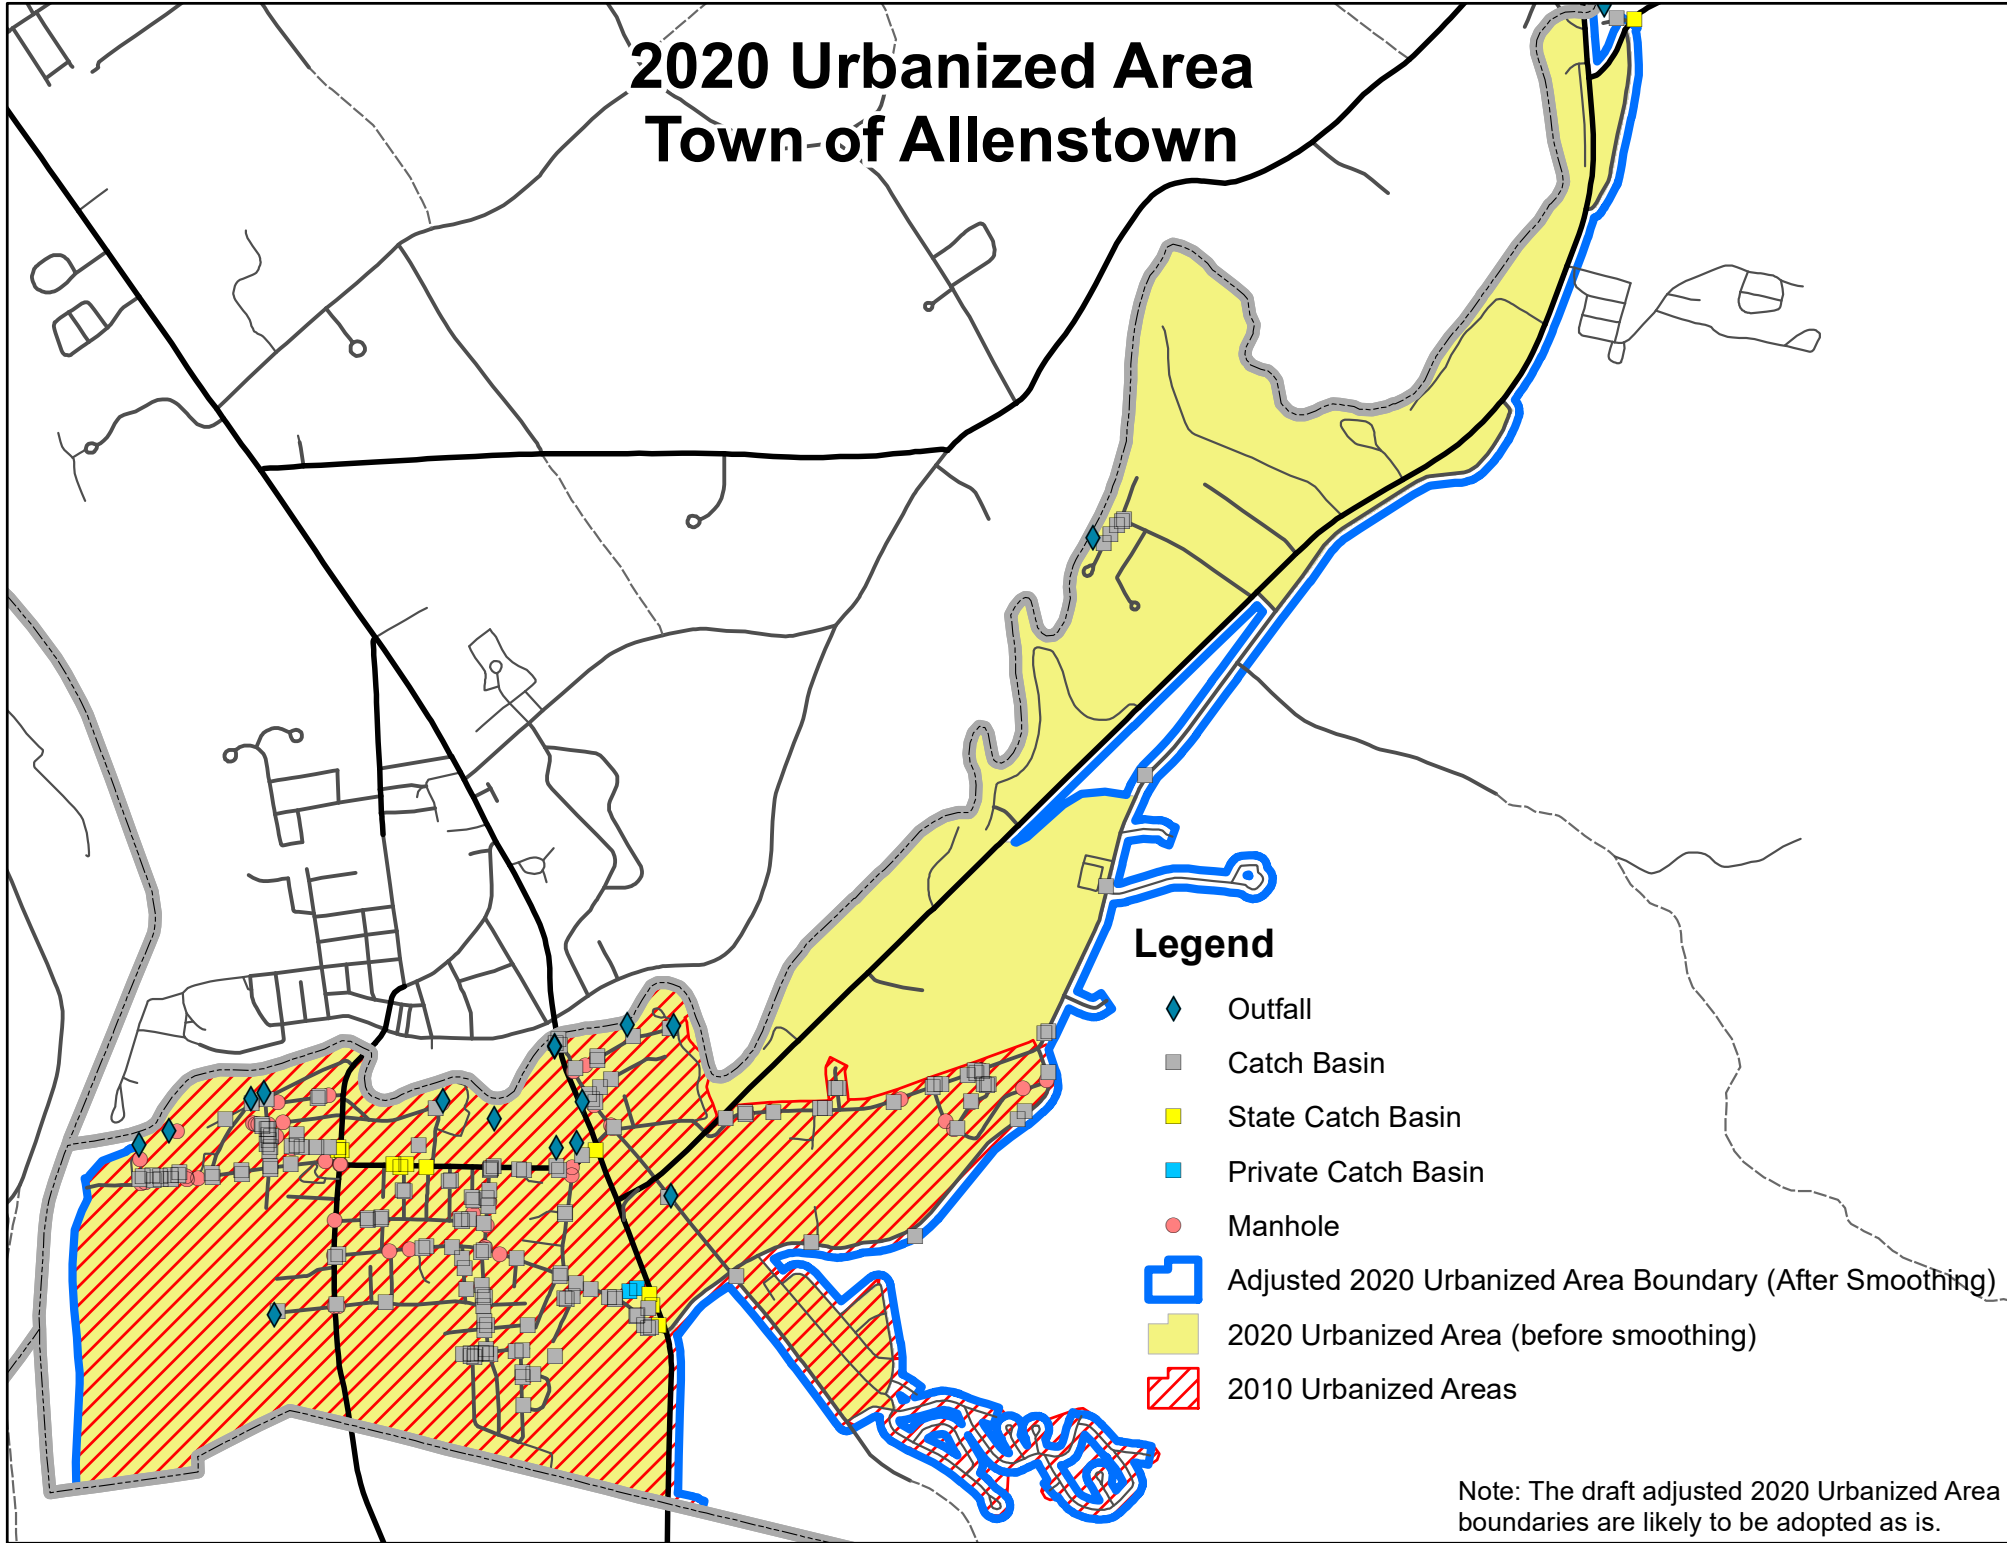 2020 Urbanized Area
Town of Allenstown
Legend
Outfall
Catch Basin
State Catch Basin
Private Catch Basin
Manhole
Adjusted 2020 Urbanized Area Boundary (After Smoothing)
2020 Urbanized Area (before smoothing)
2010 Urbanized Areas
Note: The draft adjusted 2020 Urbanized Area
boundaries are likely to be adopted as is.